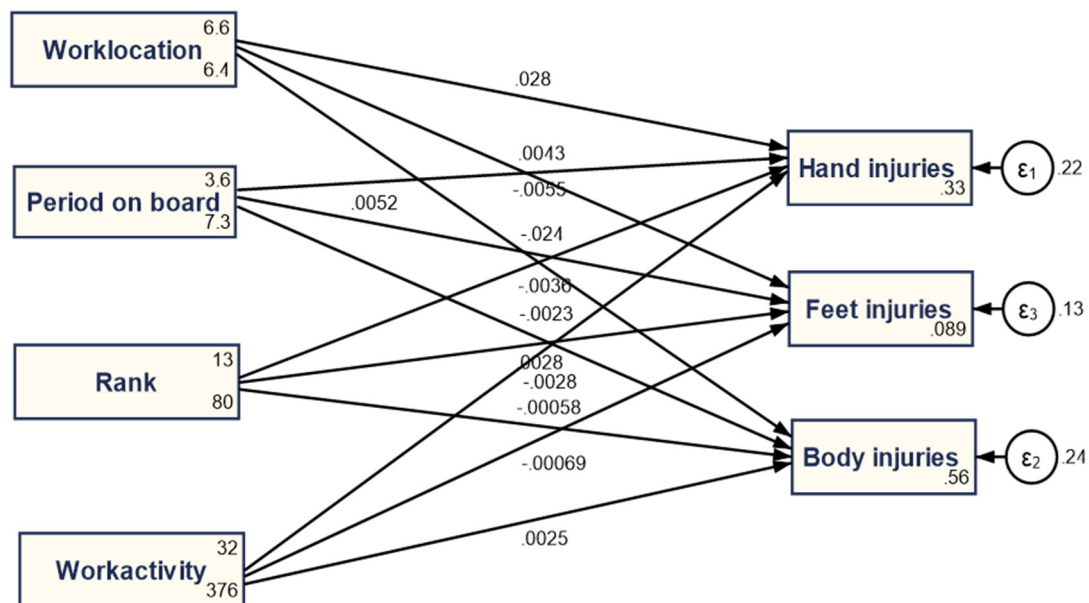 6.6
Worklocation
6.4
.028
3.6
Period on board
7.3
.0043
.0052
-.0055
-.024
Hand injuries
.33
ε1
.22
-.0036
-.0023
Feet injuries
.089
ε3
.13
13
Rank
80
.0028
-.0028
-.00058
-.00069
Body injuries
.56
ε2
.24
32
Workactivity
376
.0025